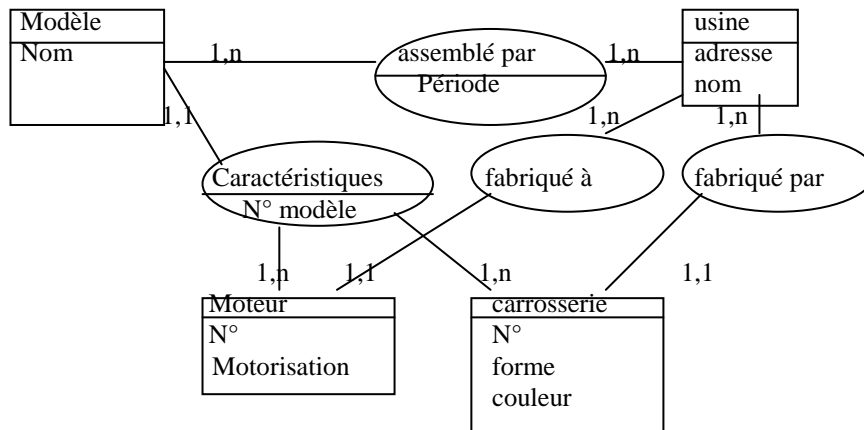 Modèle
Nom
1,n
assemblé par
Période
1,n
usine
adresse
nom
1,1
1,n
1,n
Caractéristiques
N° modèle
fabriqué à
fabriqué par
1,n
1,1
1,n
1,1
Moteur
N°
Motorisation
carrosserie
N°
forme
couleur